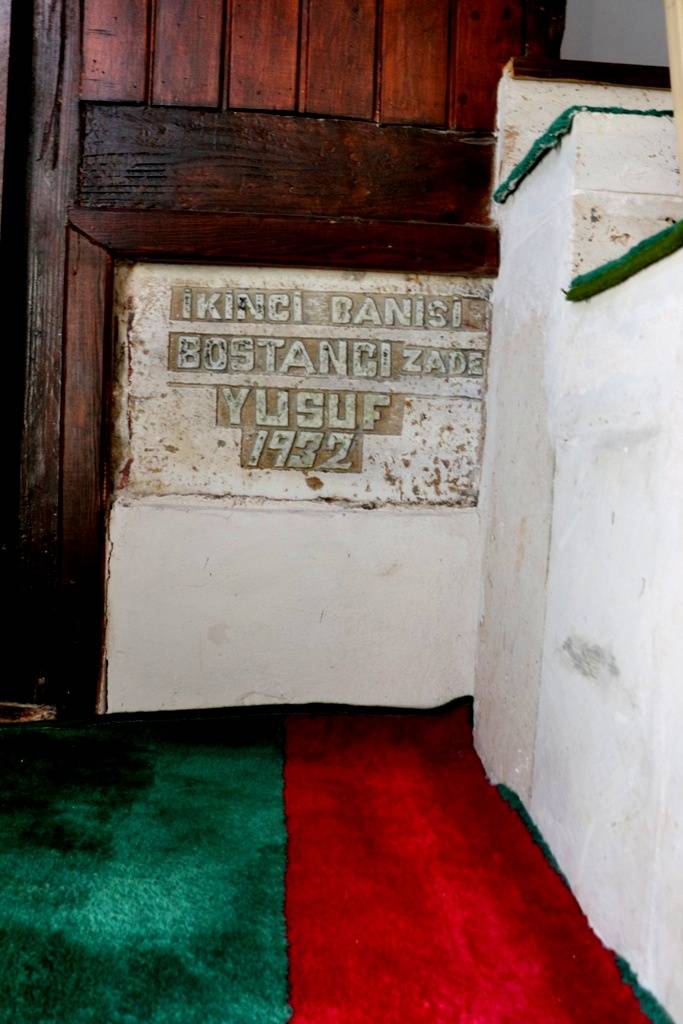 İKİNCİ BANİSİ
BOSTANCI ZADE
YUSUF
1932